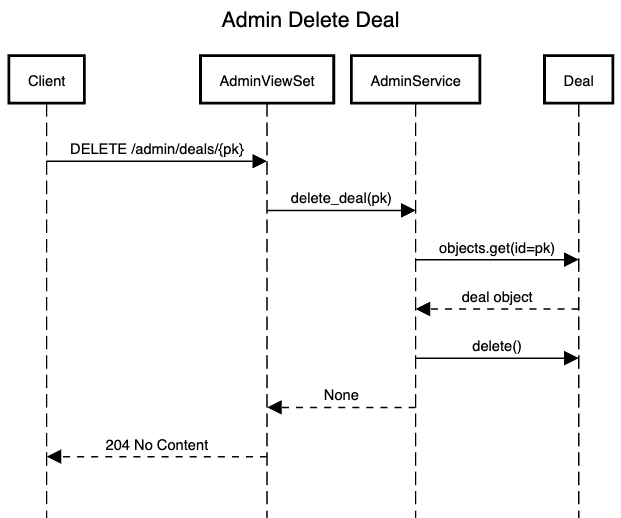 Admin Delete Deal
Client
AdminViewSet
AdminService
Deal
DELETE /admin/deals/{pk}
delete_deal(pk)
objects.get(id=pk)
deal object
delete()
None
204 No Content